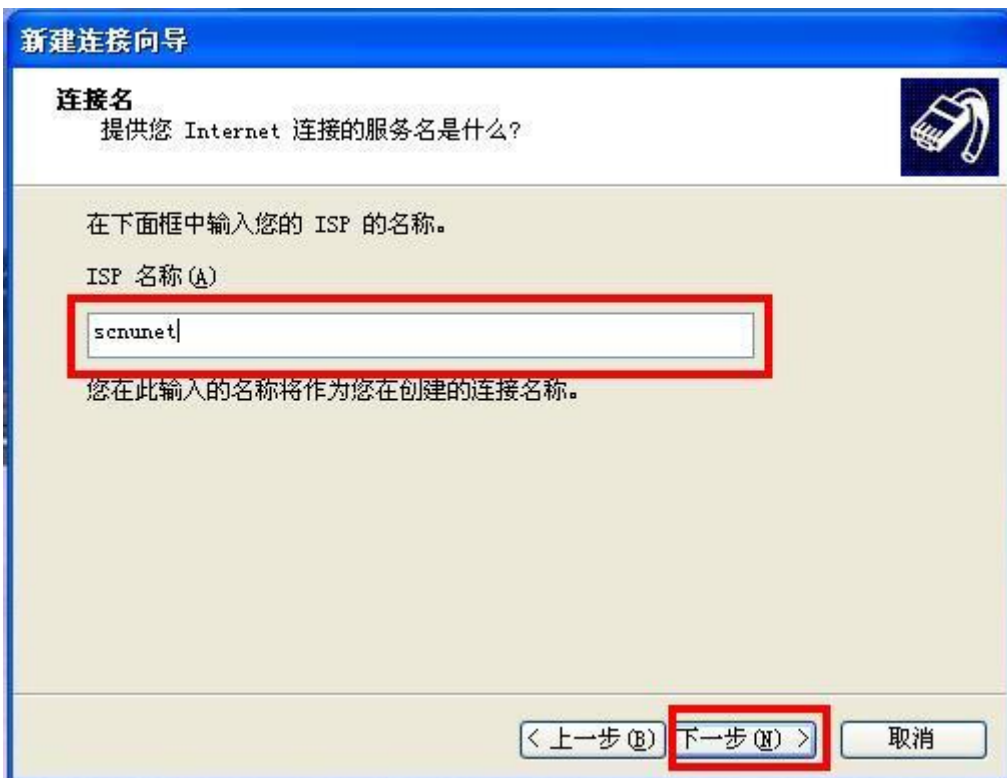 新建连接向导
连接名
提供您 Internet 连接的服务名是什么?
在下面框中输入您的 ISP 的名称。
ISP 名称(A)
scnunet
您在此输入的名称将作为您在创建的连接名称。
< 上一步(B) 下一步(N) > 取消